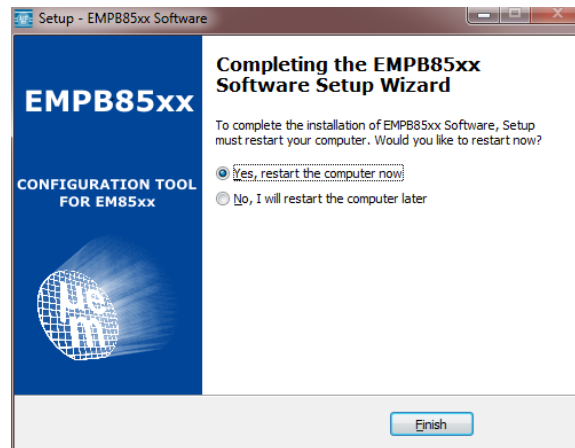 Setup - EMPB85xx Software
EMPB85xx
CONFIGURATION TOOL
FOR EM85xx
μe
m
Completing the EMPB85xx
Software Setup Wizard
To complete the installation of EMPB85xx Software, Setup
must restart your computer. Would you like to restart now?
Yes, restart the computer now
No, I will restart the computer later
Finish